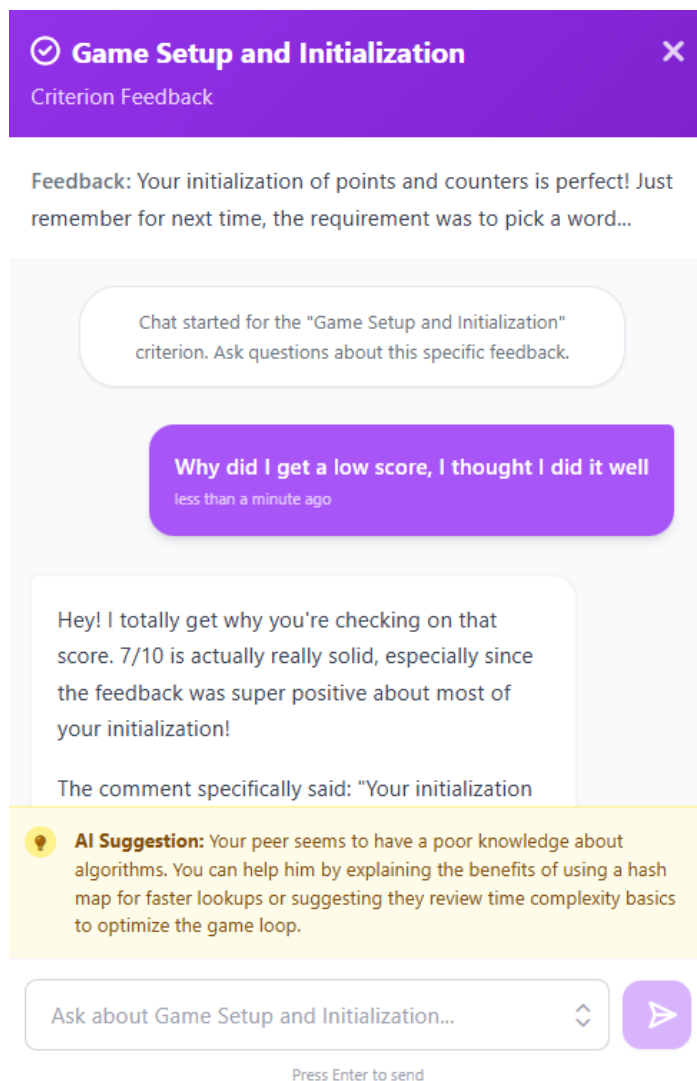 Game Setup and Initialization
Criterion Feedback
Feedback: Your initialization of points and counters is perfect! Just
remember for next time, the requirement was to pick a word...
Chat started for the "Game Setup and Initialization"
criterion. Ask questions about this specific feedback.
Why did I get a low score, I thought I did it well
less than a minute ago
Hey! I totally get why you're checking on that
score. 7/10 is actually really solid, especially since
the feedback was super positive about most of
your initialization!
The comment specifically said: "Your initialization
AI Suggestion: Your peer seems to have a poor knowledge about
algorithms. You can help him by explaining the benefits of using a hash
map for faster lookups or suggesting they review time complexity basics
to optimize the game loop.
Ask about Game Setup and Initialization...
Press Enter to send